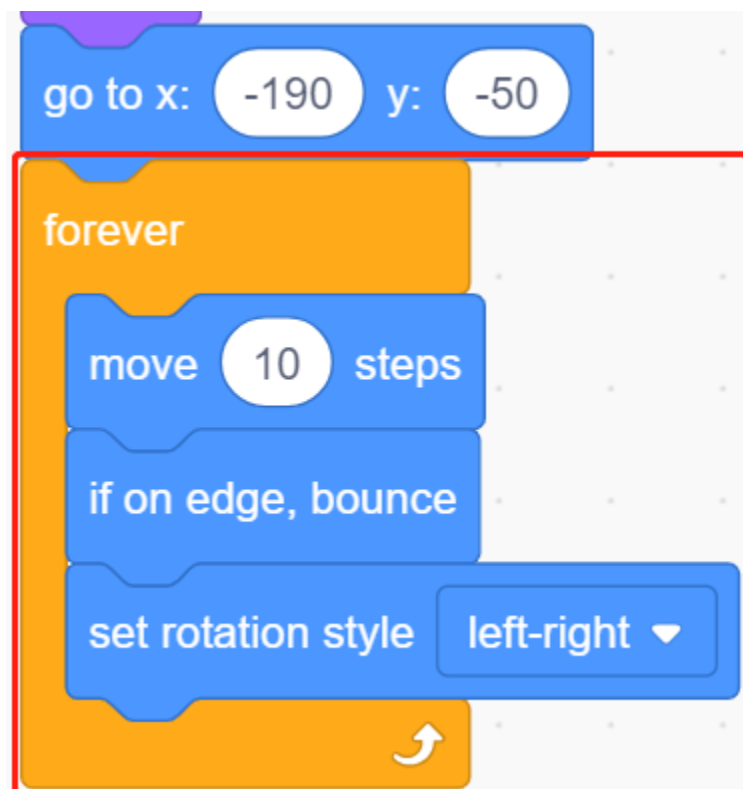 go to x: -190 y: -50
forever
move 10 steps
if on edge, bounce
set rotation style left-right